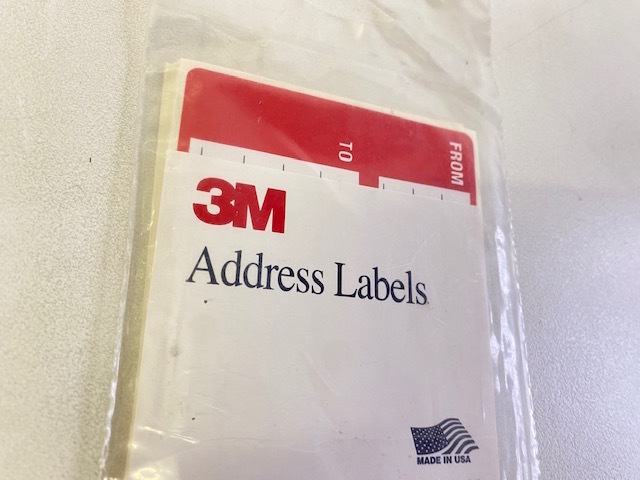 FROM
TO
3M
Address Labels
MADE IN USA